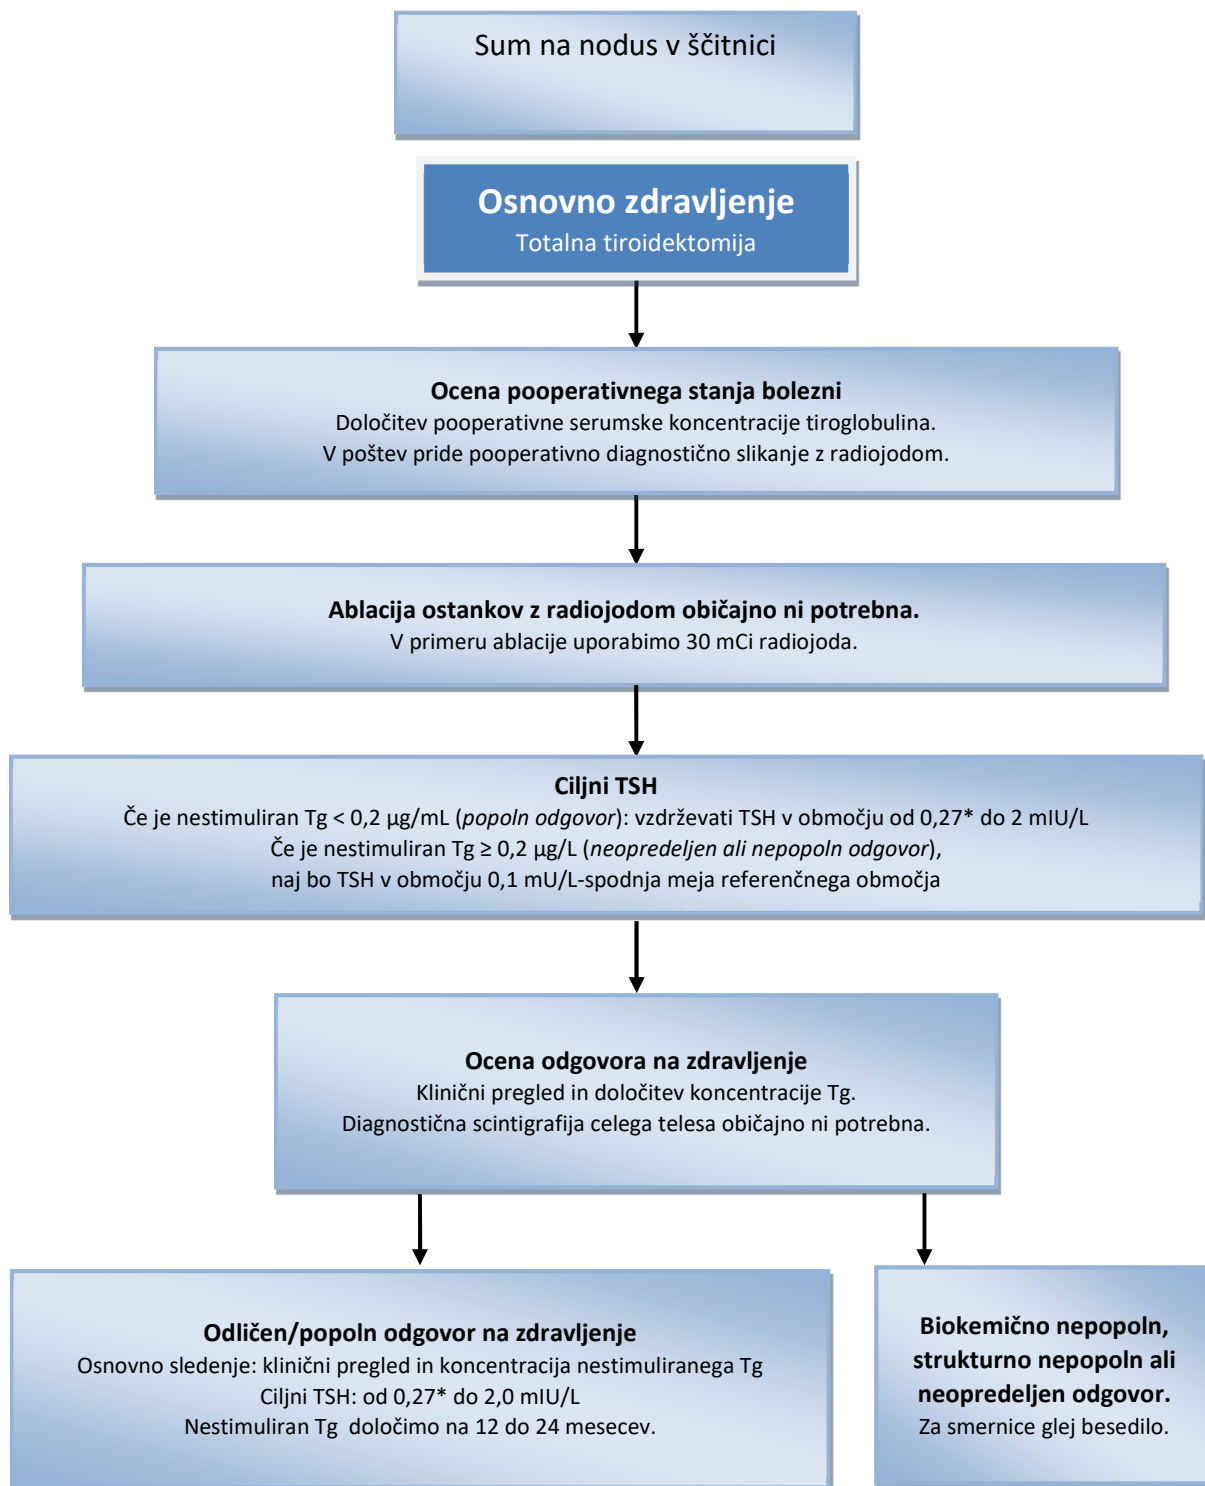 Sum na nodus v ščitnici
Osnovno zdravljenje
Totalna tiroidektomija
Ocena pooperativnega stanja bolezni
Določitev pooperativne serumske koncentracije tiroglobulina.
V poštev pride pooperativno diagnostično slikanje z radiojodom.
Ablacija ostankov z radiojodom običajno ni potrebna.
V primeru ablacije uporabimo 30 mCi radiojoda.
Ciljni TSH
Če je nestimuliran Tg < 0,2 µg/mL (popoln odgovor): vzdrževati TSH v območju od 0,27* do 2 mIU/L
Če je nestimuliran Tg ≥ 0,2 µg/L (neopredeljen ali nepopoln odgovor),
naj bo TSH v območju 0,1 mU/L-spodnja meja referenčnega območja
Ocena odgovora na zdravljenje
Klinični pregled in določitev koncentracije Tg.
Diagnostična scintigrafija celega telesa običajno ni potrebna.
Odličen/popoln odgovor na zdravljenje
Osnovno sledenje: klinični pregled in koncentracija nestimuliranega Tg
Ciljni TSH: od 0,27* do 2,0 mIU/L
Nestimuliran Tg  določimo na 12 do 24 mesecev.
Biokemično nepopoln,
strukturno nepopoln ali
neopredeljen odgovor.
Za smernice glej besedilo.